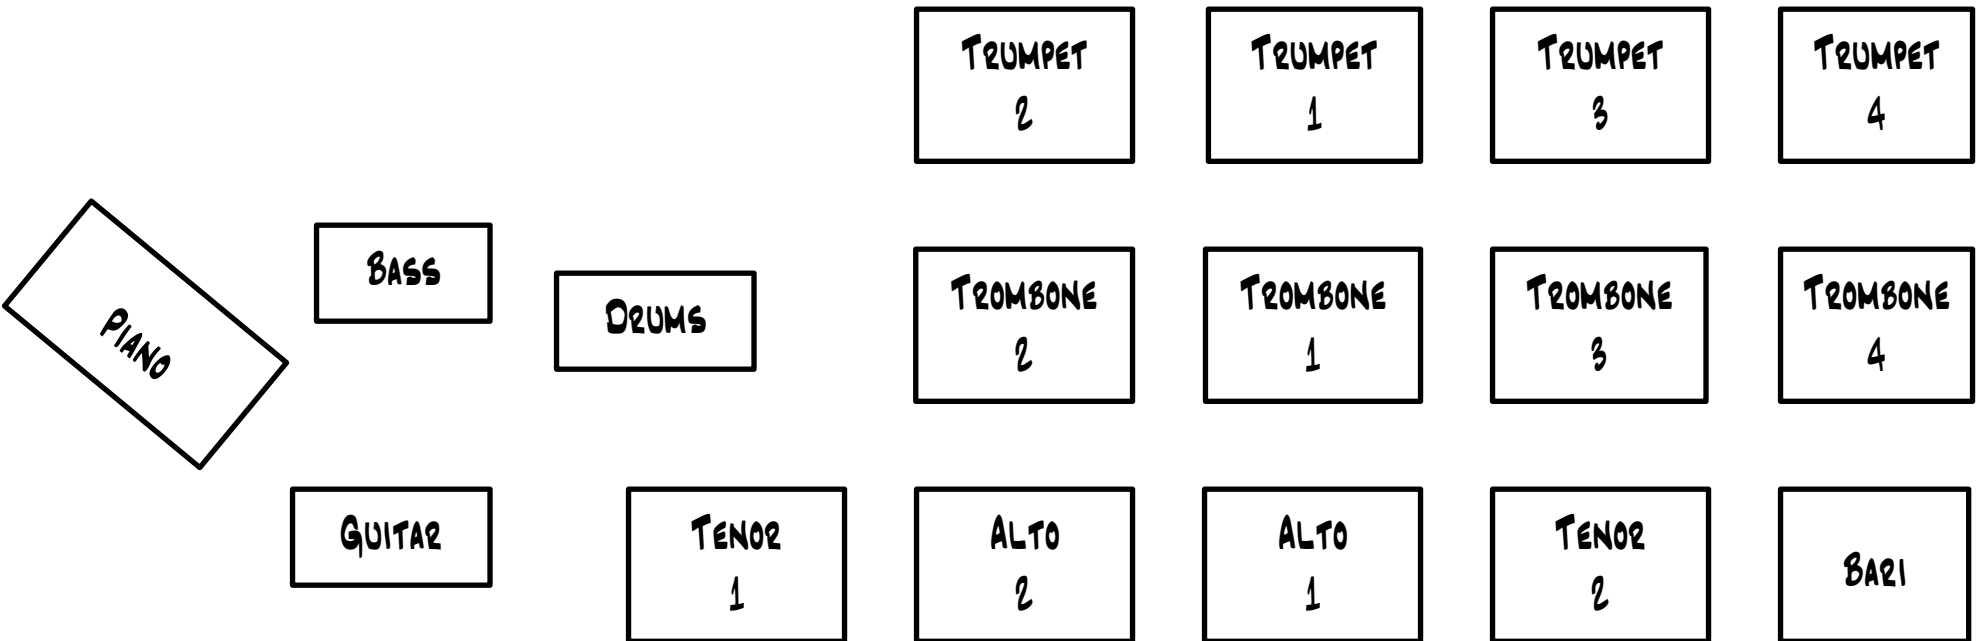 Trumpet
2
Trumpet
1
Trumpet
3
Trumpet
4
Piano
Bass
Drums
Trombone
2
Trombone
1
Trombone
3
Trombone
4
Guitar
Tenor
1
Alto
2
Alto
1
Tenor
2
Bari